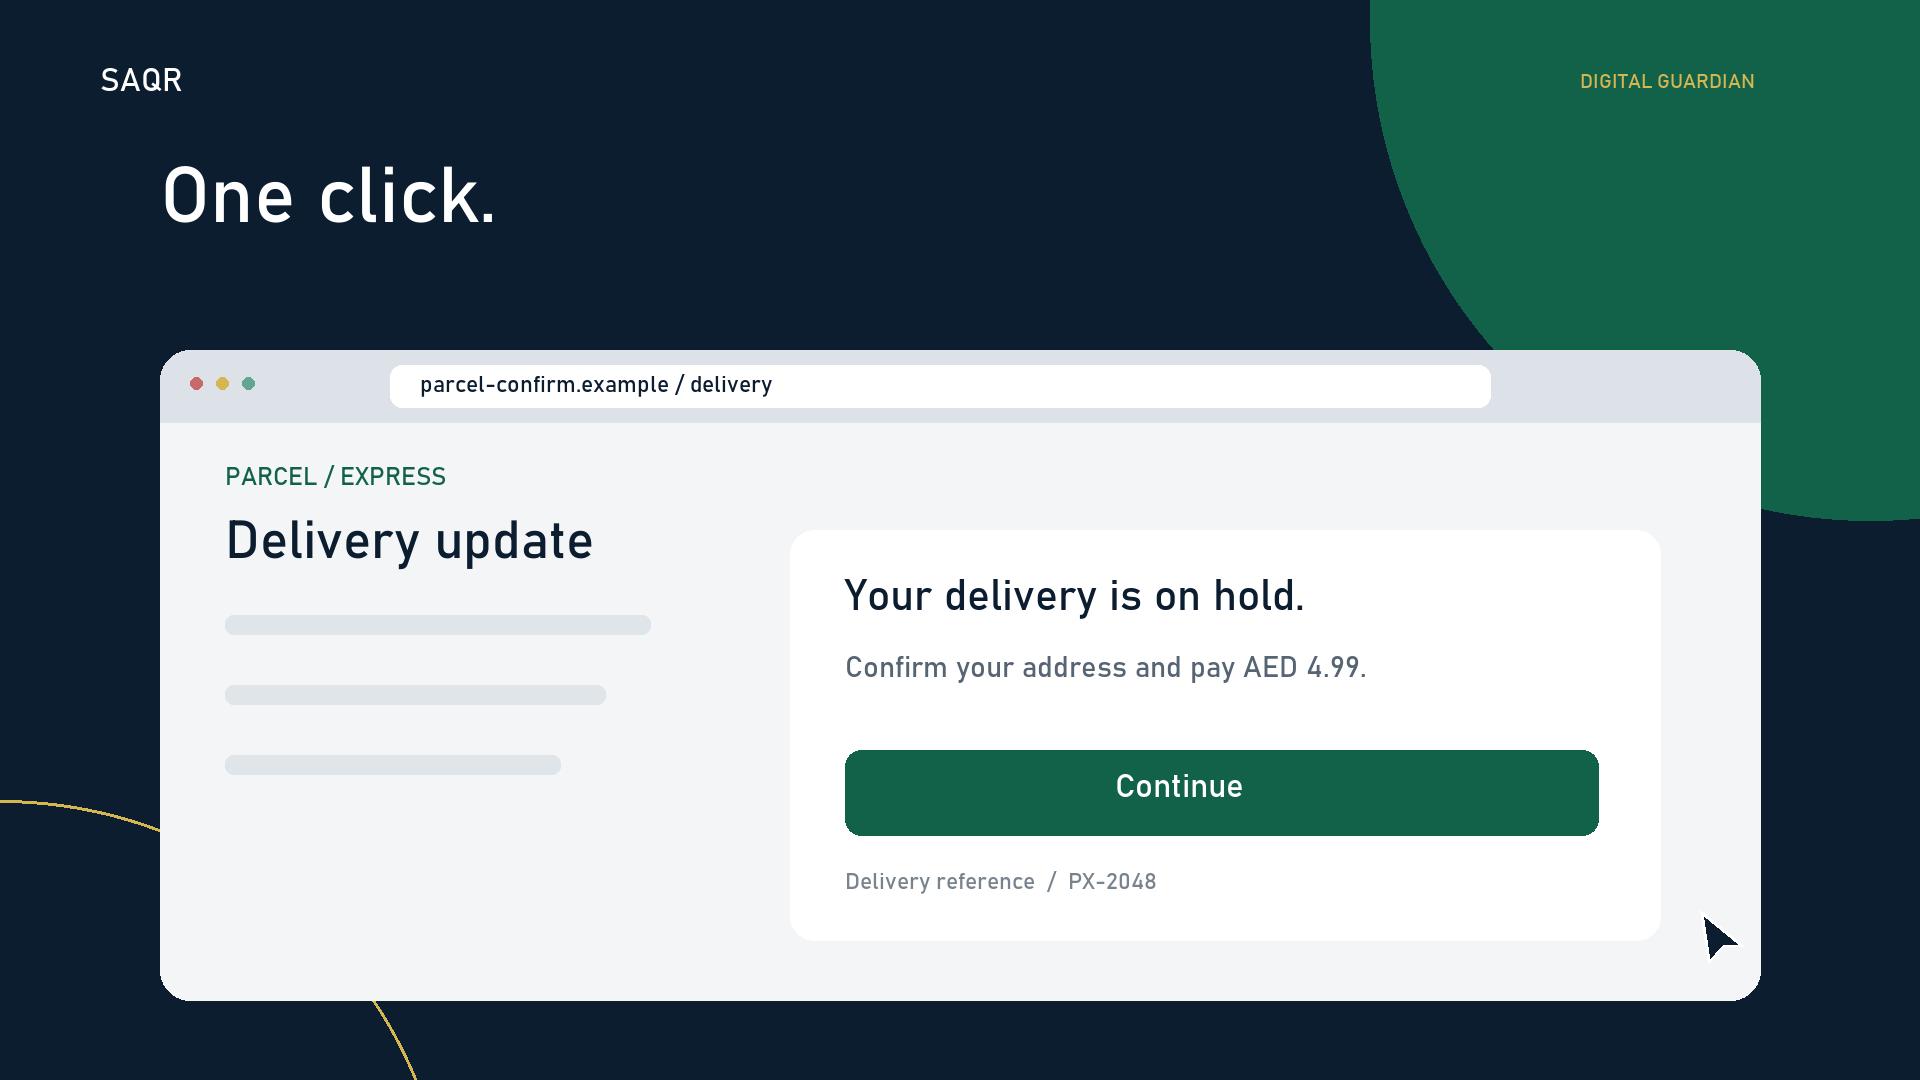 SAQR
DIGITAL GUARDIAN
One click.
parcel-confirm.example / delivery
PARCEL / EXPRESS
Delivery update
Your delivery is on hold.
Confirm your address and pay AED 4.99.
Continue
Delivery reference / PX-2048